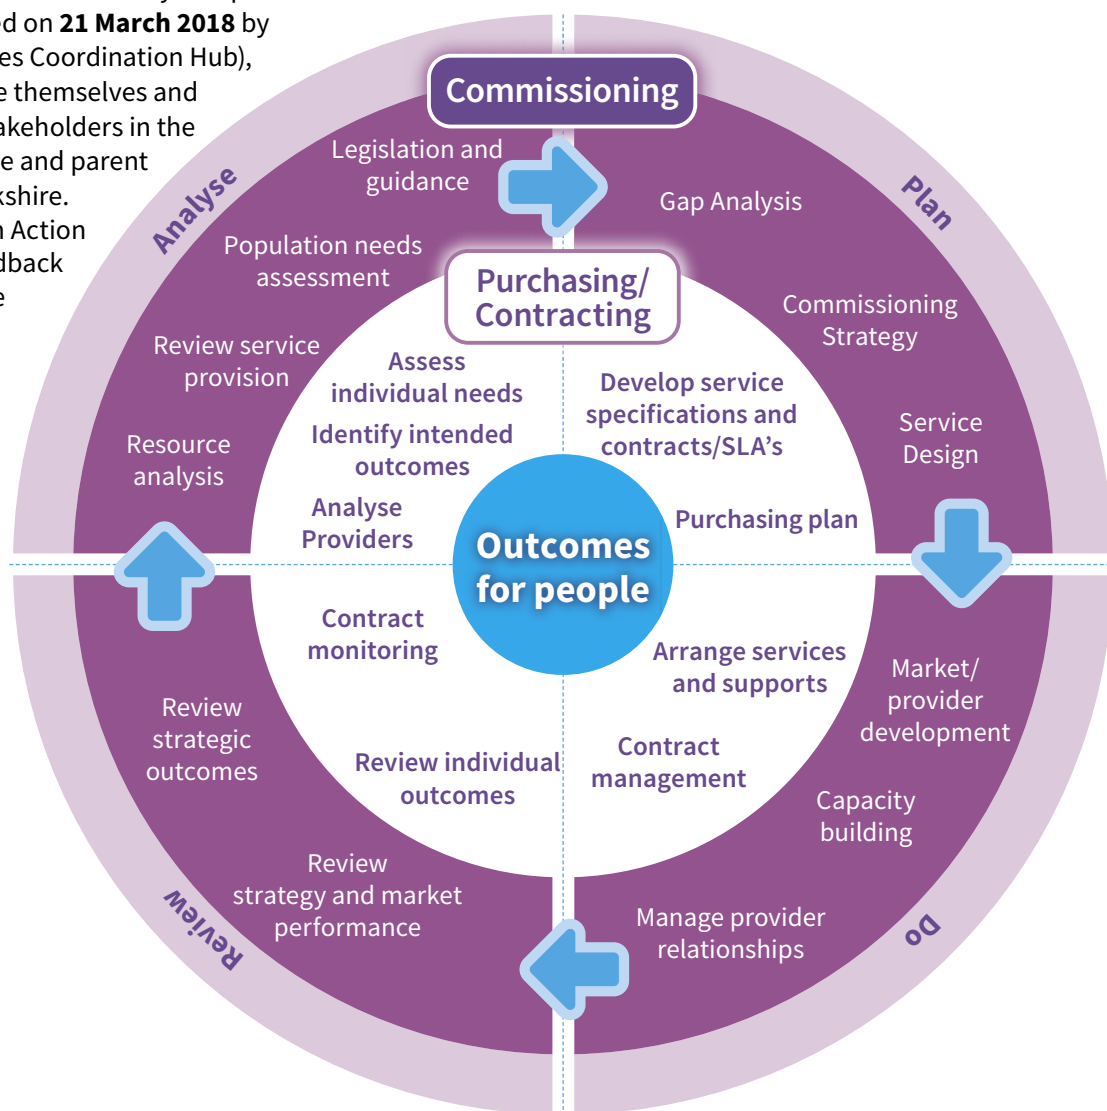 ed on 21 March 2018 by
es Coordination Hub),
e themselves and
akeholders in the
e and parent
kshire.
n Action
dback
e
Commissioning
Analyse
Plan
Legislation and
guidance
Gap Analysis
Population needs
assessment
Purchasing/
Contracting
Commissioning
Strategy
Review service
provision
Assess
individual needs
Develop service
specifications and
contracts/SLA's
Identify intended
outcomes
Service
Design
Resource
analysis
Analyse
Providers
Purchasing plan
Outcomes
for people
Contract
monitoring
Arrange services
and supports
Market/
provider
development
Review
strategic
outcomes
Review individual
outcomes
Contract
management
Capacity
building
Review
strategy and market
performance
Manage provider
relationships
Review
Do